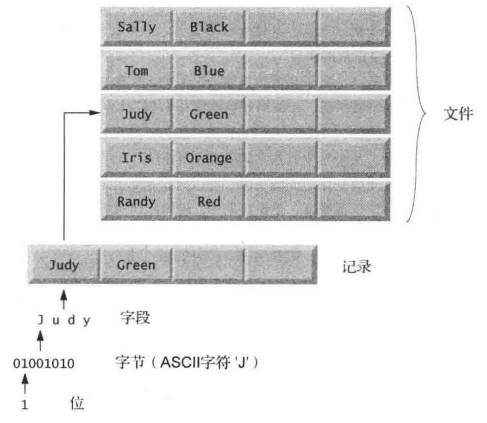 Sally Black
Tom Blue
Judy Green
文件
Iris Orange
Randy Red
Judy Green 记录
J u d y 字段
01001010 字节（ASCII字符 'J'）
1 位